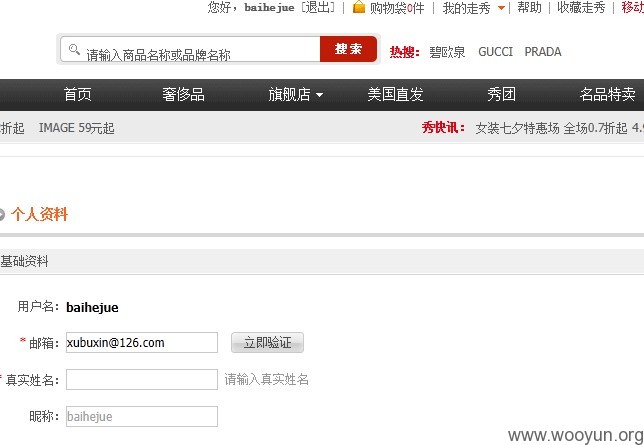 您好，baihejue [退出] | 购物袋0件 | 我的走秀 | 帮助 | 收藏走秀 | 移动
请输入商品名称或品牌名称 搜 索 热搜： 碧欧泉 GUCCI PRADA
首页 奢侈品 旗舰店 美国直发 秀团 名品特卖
折起 IMAGE 59元起 秀快讯： 女装七夕特惠场 全场0.7折起 4.9
个人资料
基础资料
用户名： baihejue
* 邮箱： xubuxin@126.com 立即验证
* 真实姓名： 请输入真实姓名
昵称： baihejue
www.wooyun.org